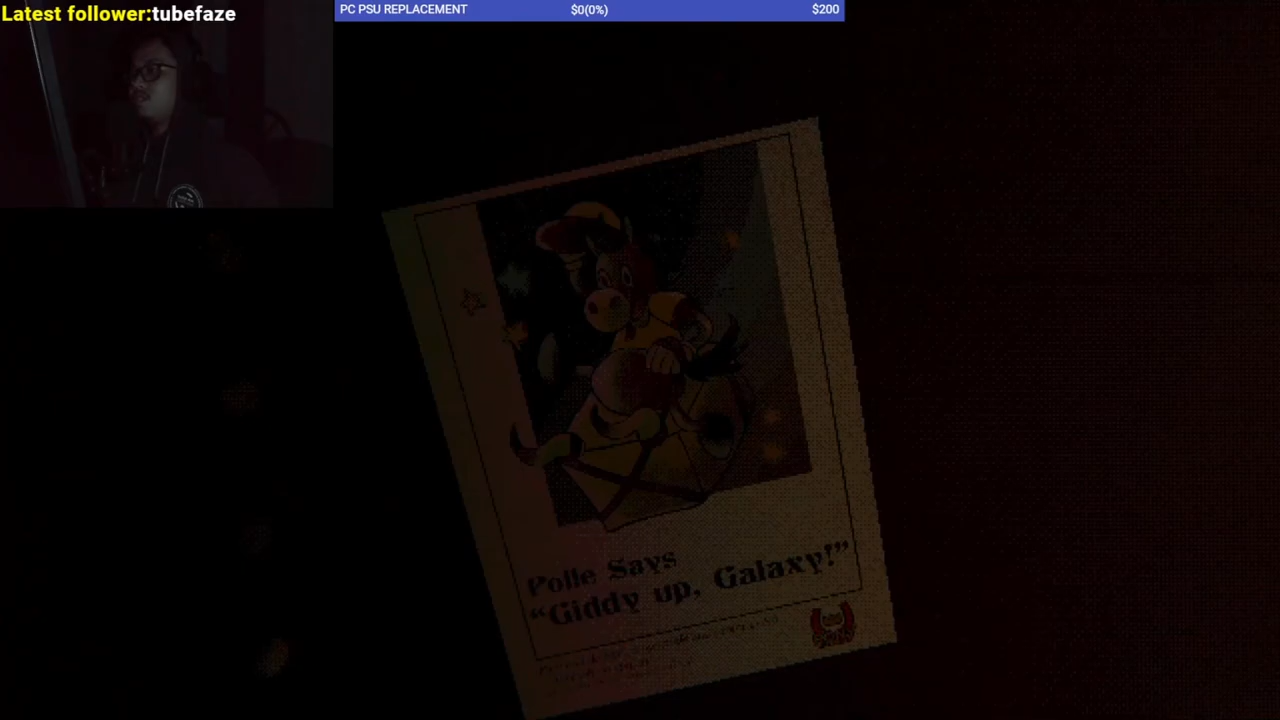 Latest follower:tubefaze
PC PSU REPLACEMENT
$0(0%)
$200
Polle Says
“Giddy up, Galaxy!”